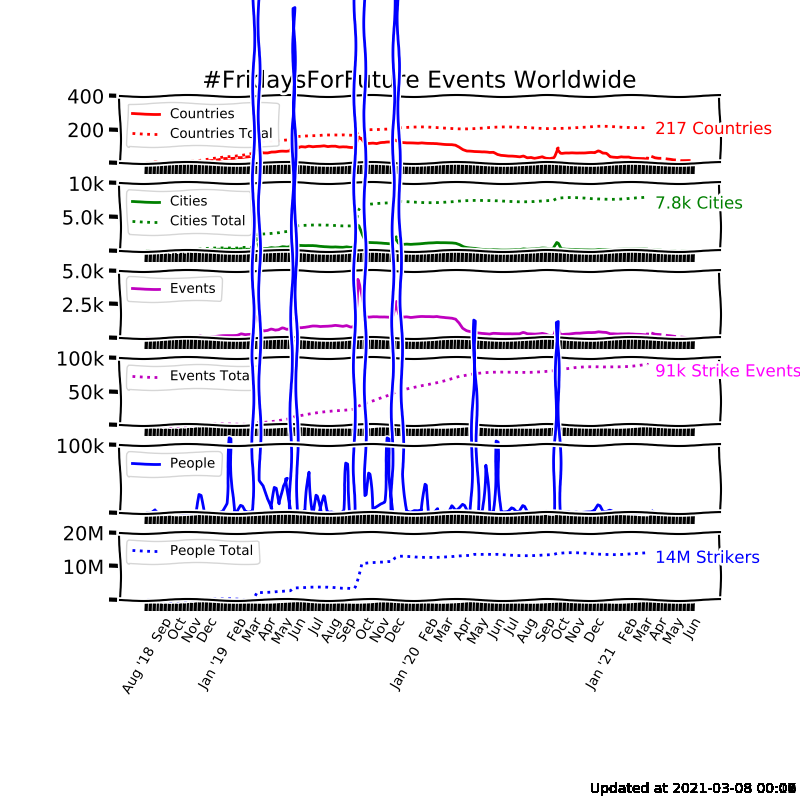 #FridaysForFuture Events Worldwide
400
200
Countries
Countries Total
217 Countries
10k
5.0k
Cities
Cities Total
7.8k Cities
5.0k
2.5k
Events
100k
50k
Events Total
91k Strike Events
100k
People
20M
10M
People Total
14M Strikers
Aug '18 Sep Oct Nov Dec Jan '19 Feb Mar Apr May Jun Jul Aug Sep Oct Nov Dec Jan '20 Feb Mar Apr May Jun Jul Aug Sep Oct Nov Dec Jan '21 Feb Mar Apr May Jun
Updated at 2021-03-08